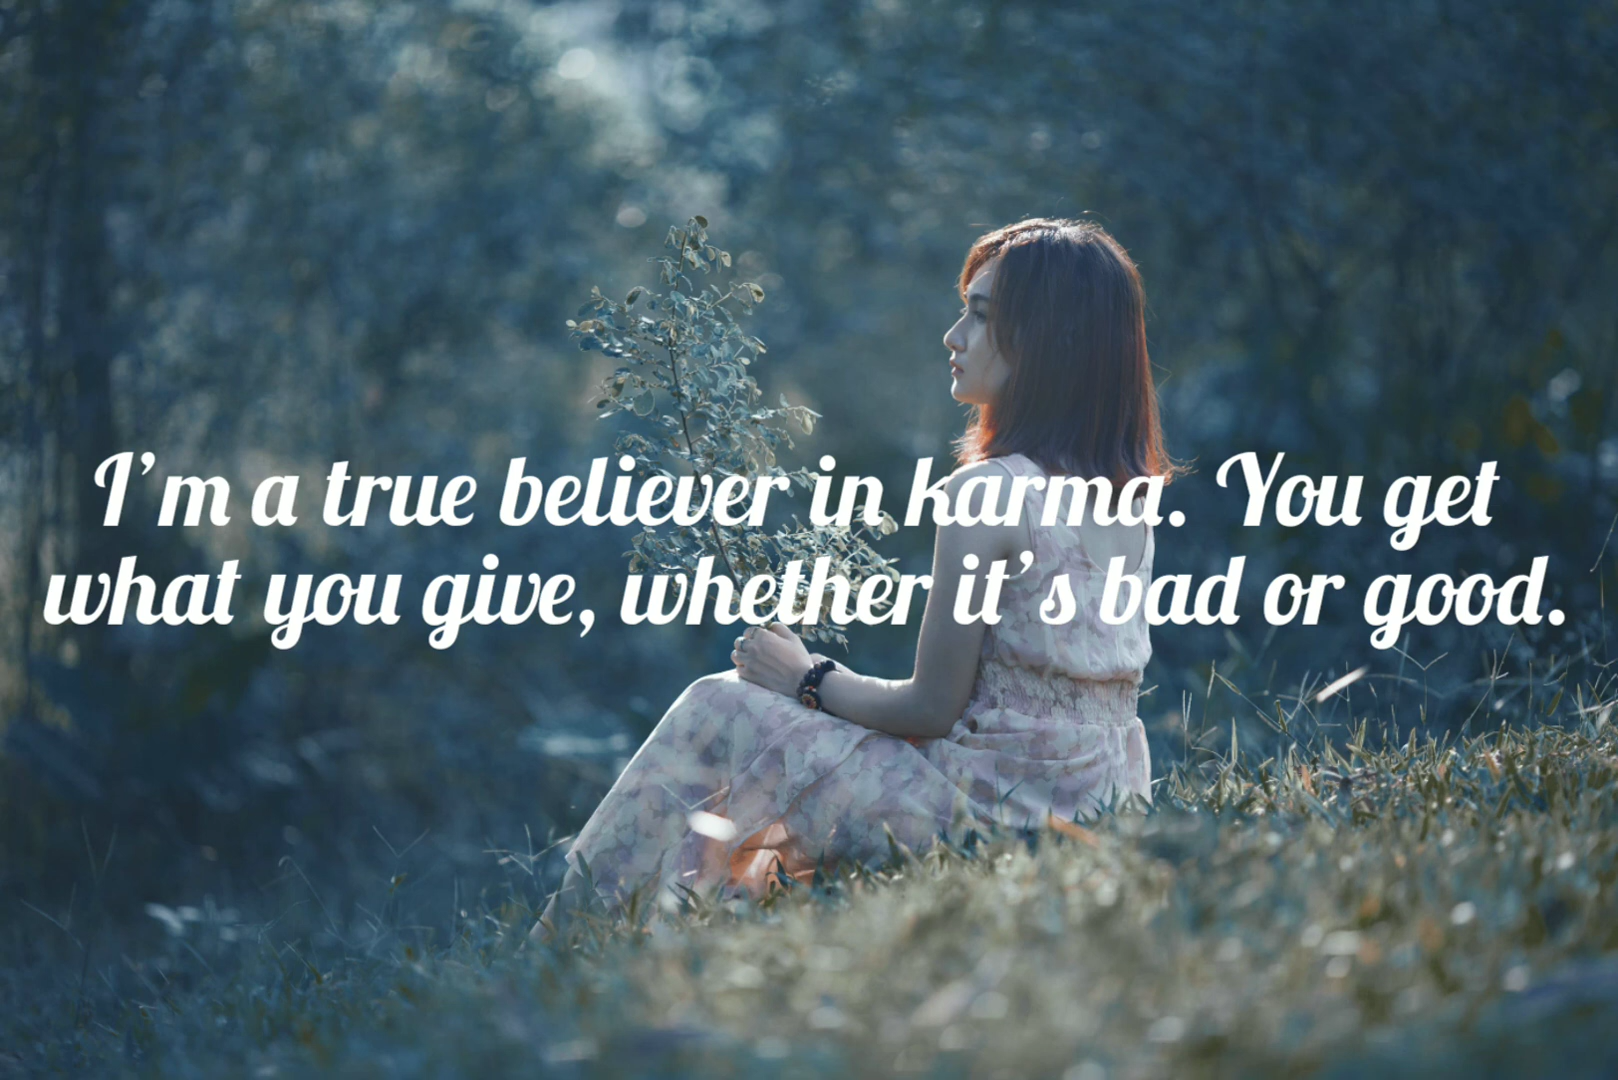 I’m a true believer in karma. You get
what you give, whether it’s bad or good.